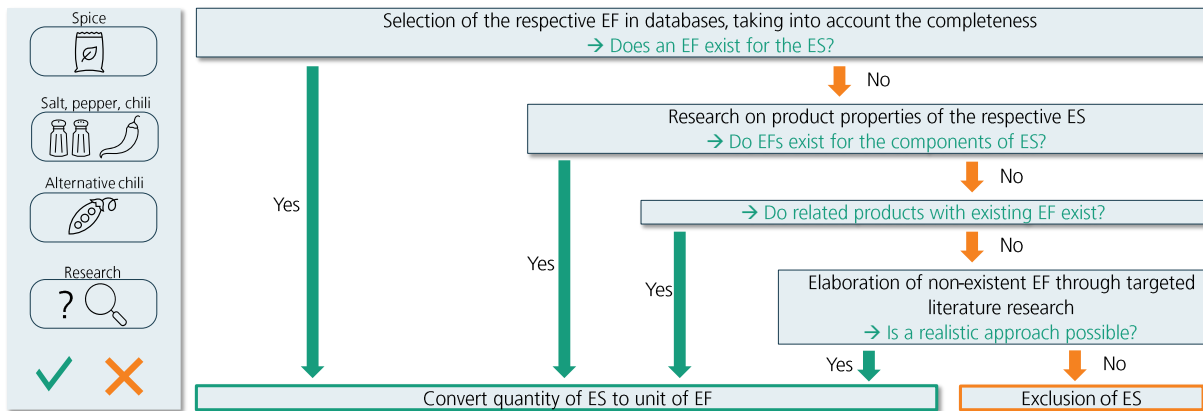 Spice
Salt, pepper, chili
Alternative chili
Research
?
Selection of the respective EF in databases, taking into account the completeness
→ Does an EF exist for the ES?
No
Research on product properties of the respective ES
→ Do EFs exist for the components of ES?
Yes
No
→ Do related products with existing EF exist?
Yes
No
Yes
Elaboration of non-existent EF through targeted
literature research
→ Is a realistic approach possible?
Yes
No
Convert quantity of ES to unit of EF
Exclusion of ES